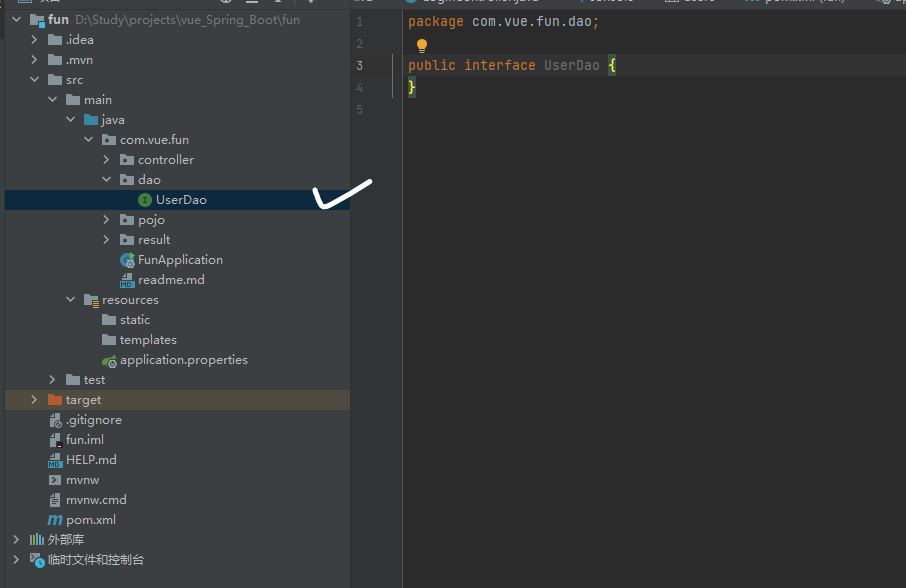 fun D:\Study\projects\vue_Spring_Boot\fun
.idea
.mvn
src
main
java
com.vue.fun
controller
dao
UserDao
pojo
result
FunApplication
readme.md
resources
static
templates
application.properties
test
target
.gitignore
fun.iml
HELP.md
mvnw
mvnw.cmd
pom.xml
外部库
临时文件和控制台
1 package com.vue.fun.dao;
2
3 public interface UserDao {
4 }
5